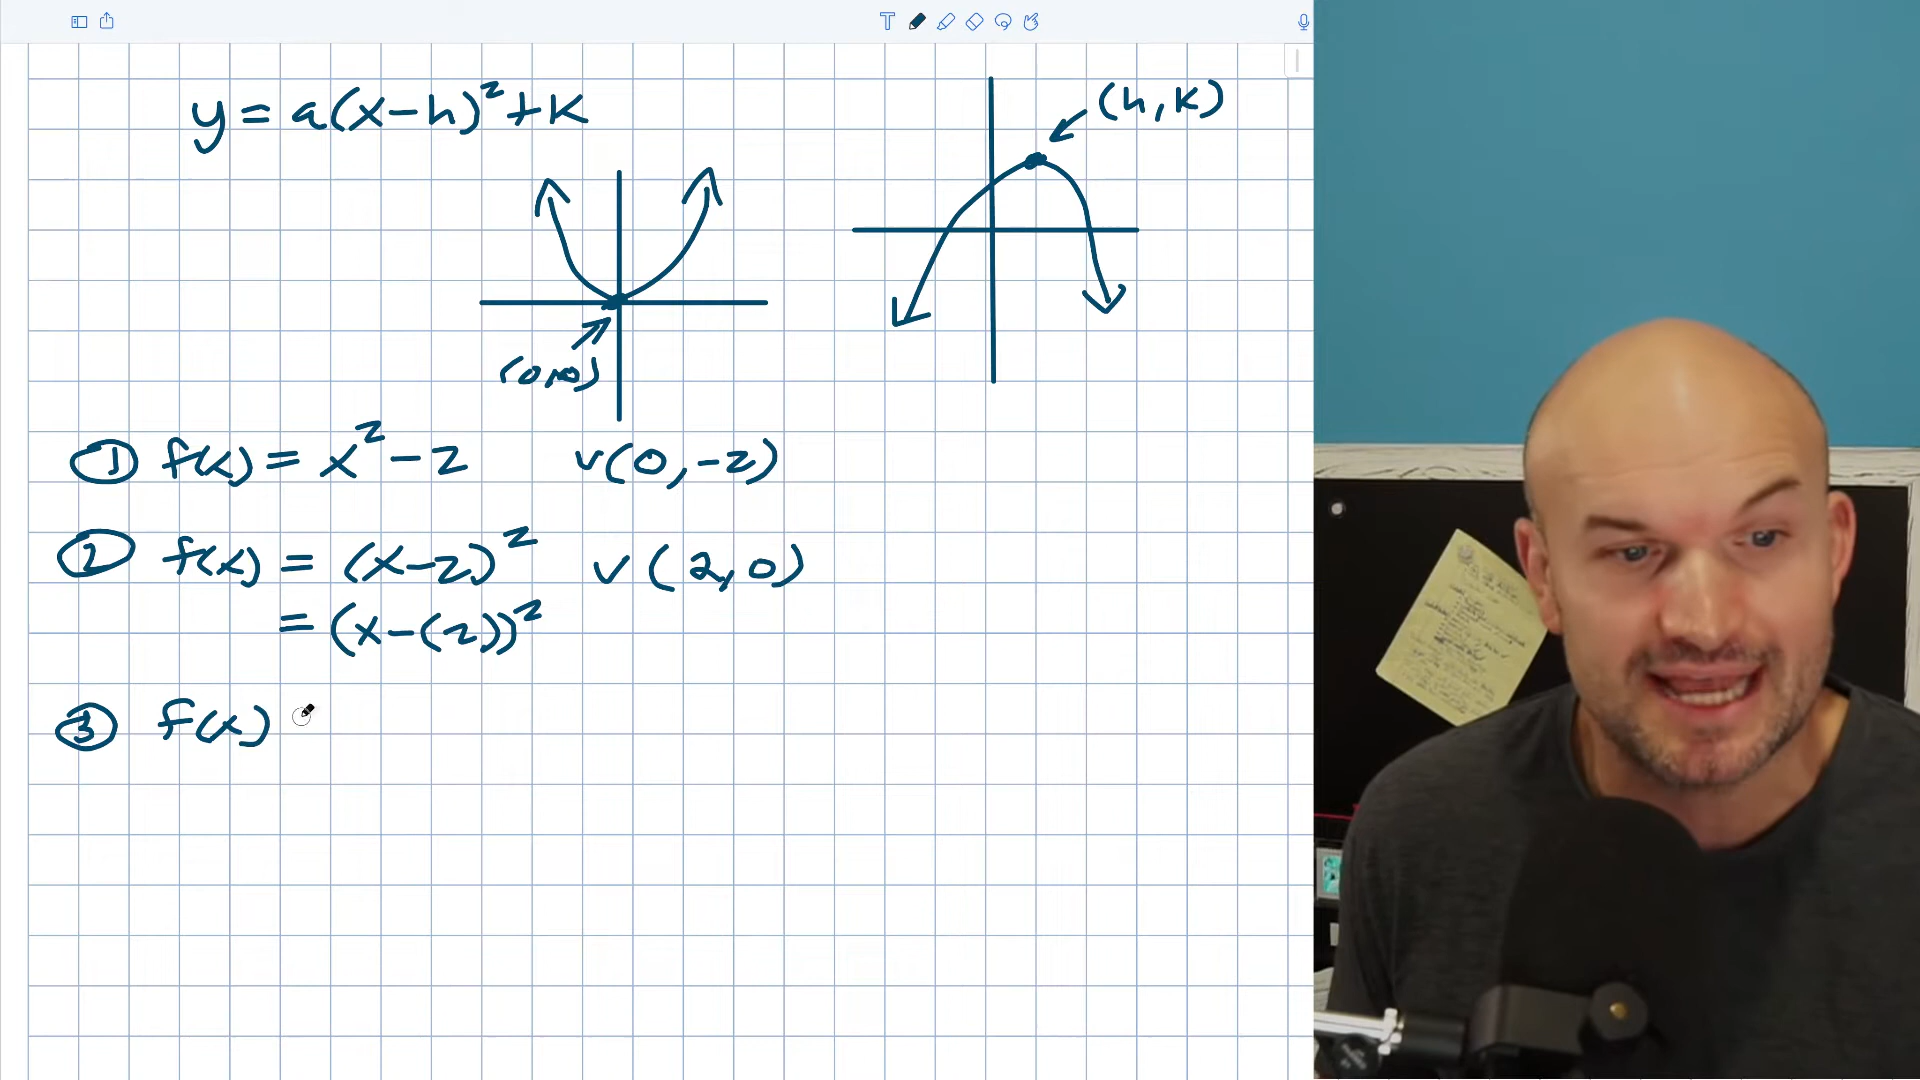 y = a(x-h)²+k
(h,k)
(0,0)
① f(x) = x² - 2 v(0,-2)
② f(x) = (x-2)² v(2,0)
= (x-(2))²
③ f(x)